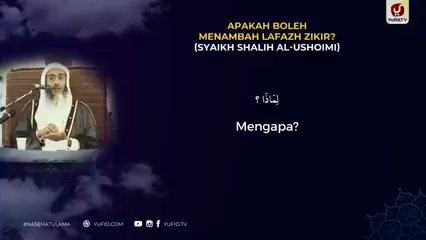 YUFID.TV
APAKAH BOLEH
MENAMBAH LAFAZH ZIKIR?
(SYAIKH SHALIH AL-USHOIMI)
لِمَاذَا ؟
Mengapa?
#NASEHATULAMA YUFID.COM YUFID.TV